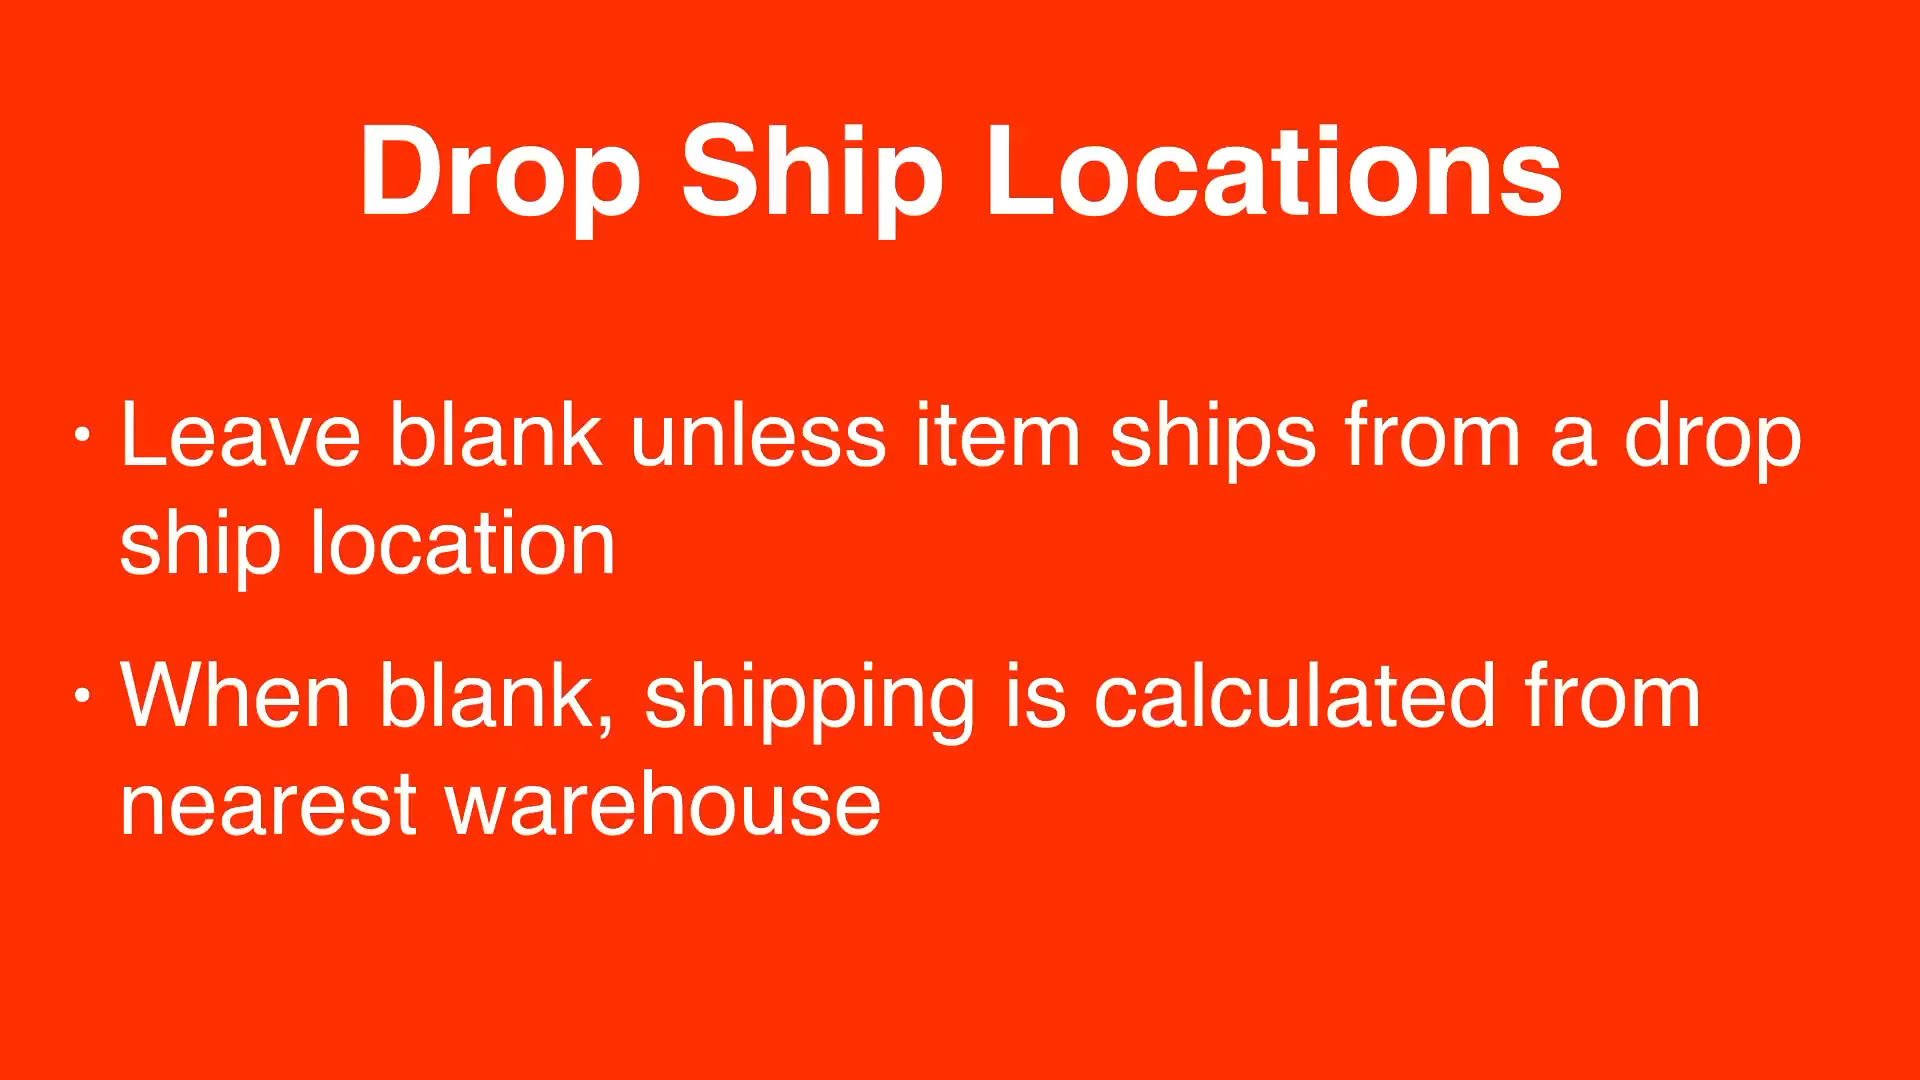 Drop Ship Locations
• Leave blank unless item ships from a drop
ship location
• When blank, shipping is calculated from
nearest warehouse